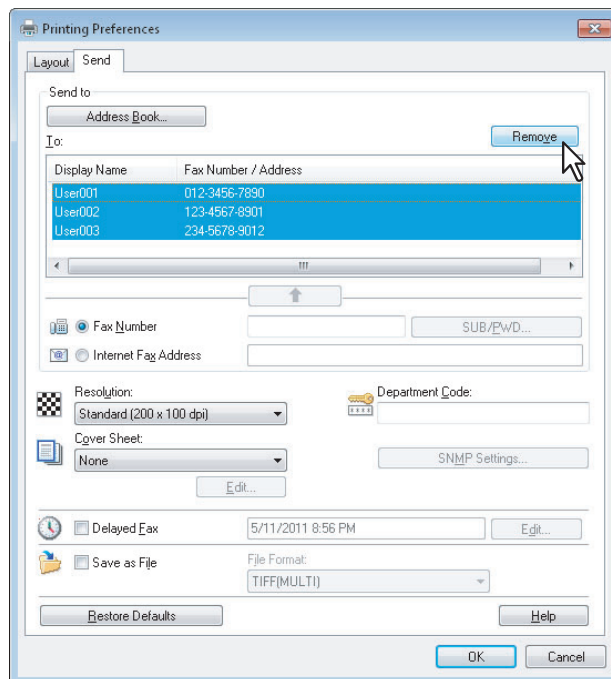 Printing Preferences
Layout Send
Send to
Address Book...
To:
Remove
Display Name Fax Number / Address
User001 012-3456-7890
User002 123-4567-8901
User003 234-5678-9012
Fax Number SUB/PWD...
Internet Fax Address
Resolution: Department Code:
Standard (200 x 100 dpi)
Cover Sheet:
None SNMP Settings...
Edit...
Delayed Fax 5/11/2011 8:56 PM Edit...
Save as File File Format:
TIFF(MULTI)
Restore Defaults Help
OK Cancel